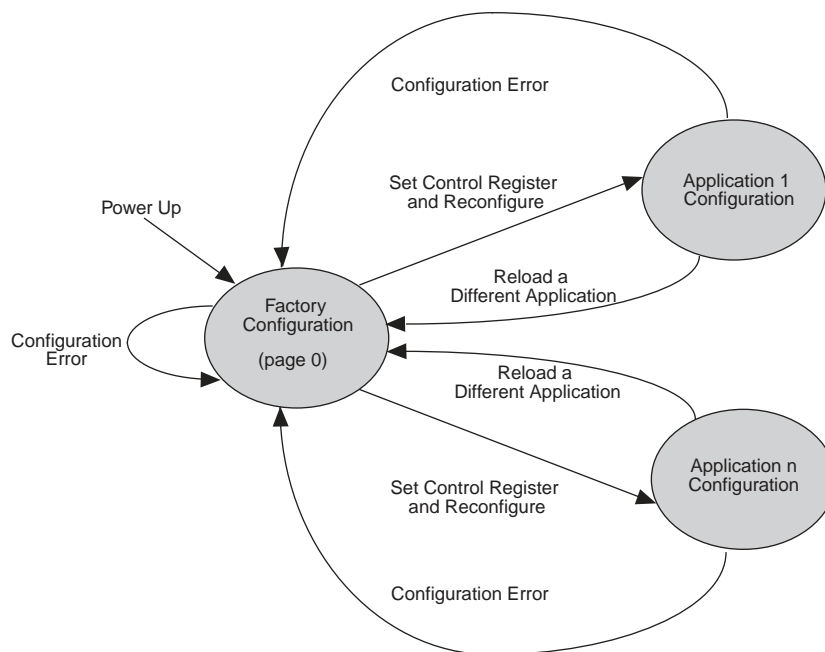 Configuration Error
Set Control Register
and Reconfigure
Application 1
Configuration
Power Up
Reload a
Different Application
Factory
Configuration
(page 0)
Configuration
Error
Reload a
Different Application
Application n
Configuration
Set Control Register
and Reconfigure
Configuration Error